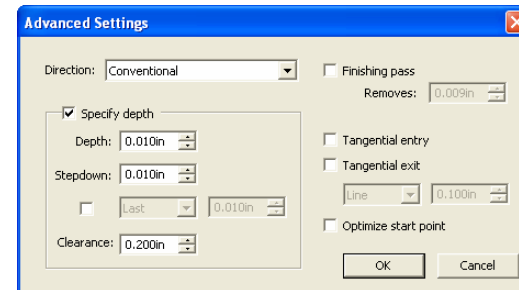 Advanced Settings
Direction: Conventional
Specify depth
Depth: 0.010in
Stepdown: 0.010in
Last 0.010in
Clearance: 0.200in
Finishing pass
Removes: 0.009in
Tangential entry
Tangential exit
Line 0.100in
Optimize start point
OK Cancel